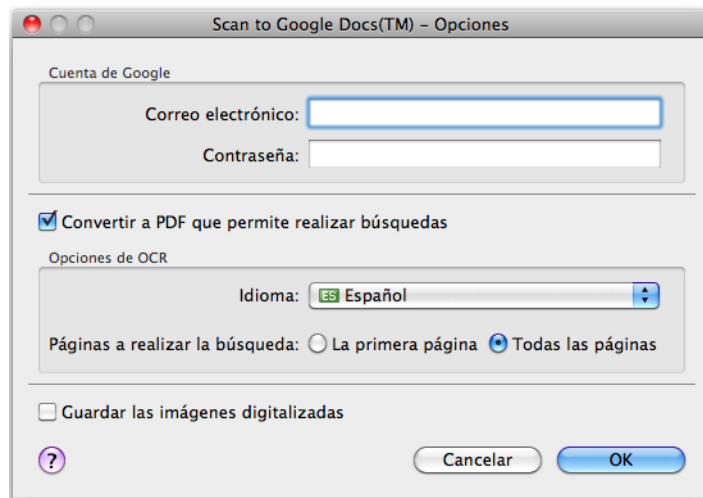 Scan to Google Docs(TM) – Opciones
Cuenta de Google
Correo electrónico:
Contraseña:
Convertir a PDF que permite realizar búsquedas
Opciones de OCR
Idioma: ES Español
Páginas a realizar la búsqueda: La primera página Todas las páginas
Guardar las imágenes digitalizadas
? Cancelar OK